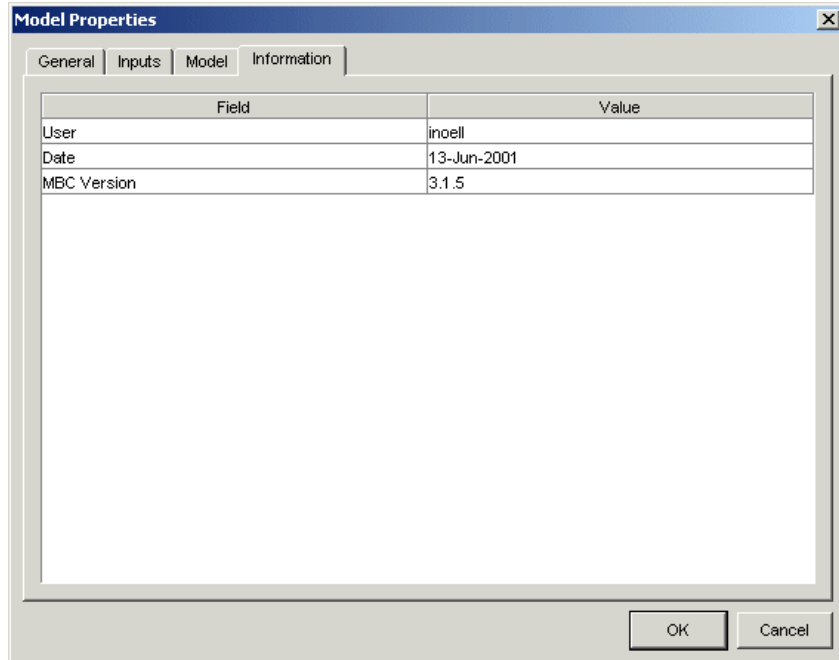 Model Properties
General Inputs Model Information
Field Value
User inoell
Date 13-Jun-2001
MBC Version 3.1.5
OK Cancel